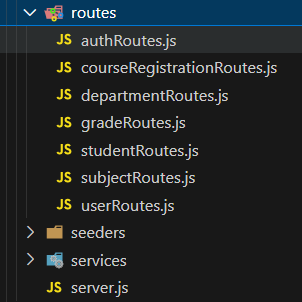 routes
JS authRoutes.js
JS courseRegistrationRoutes.js
JS departmentRoutes.js
JS gradeRoutes.js
JS studentRoutes.js
JS subjectRoutes.js
JS userRoutes.js
seeders
services
JS server.js